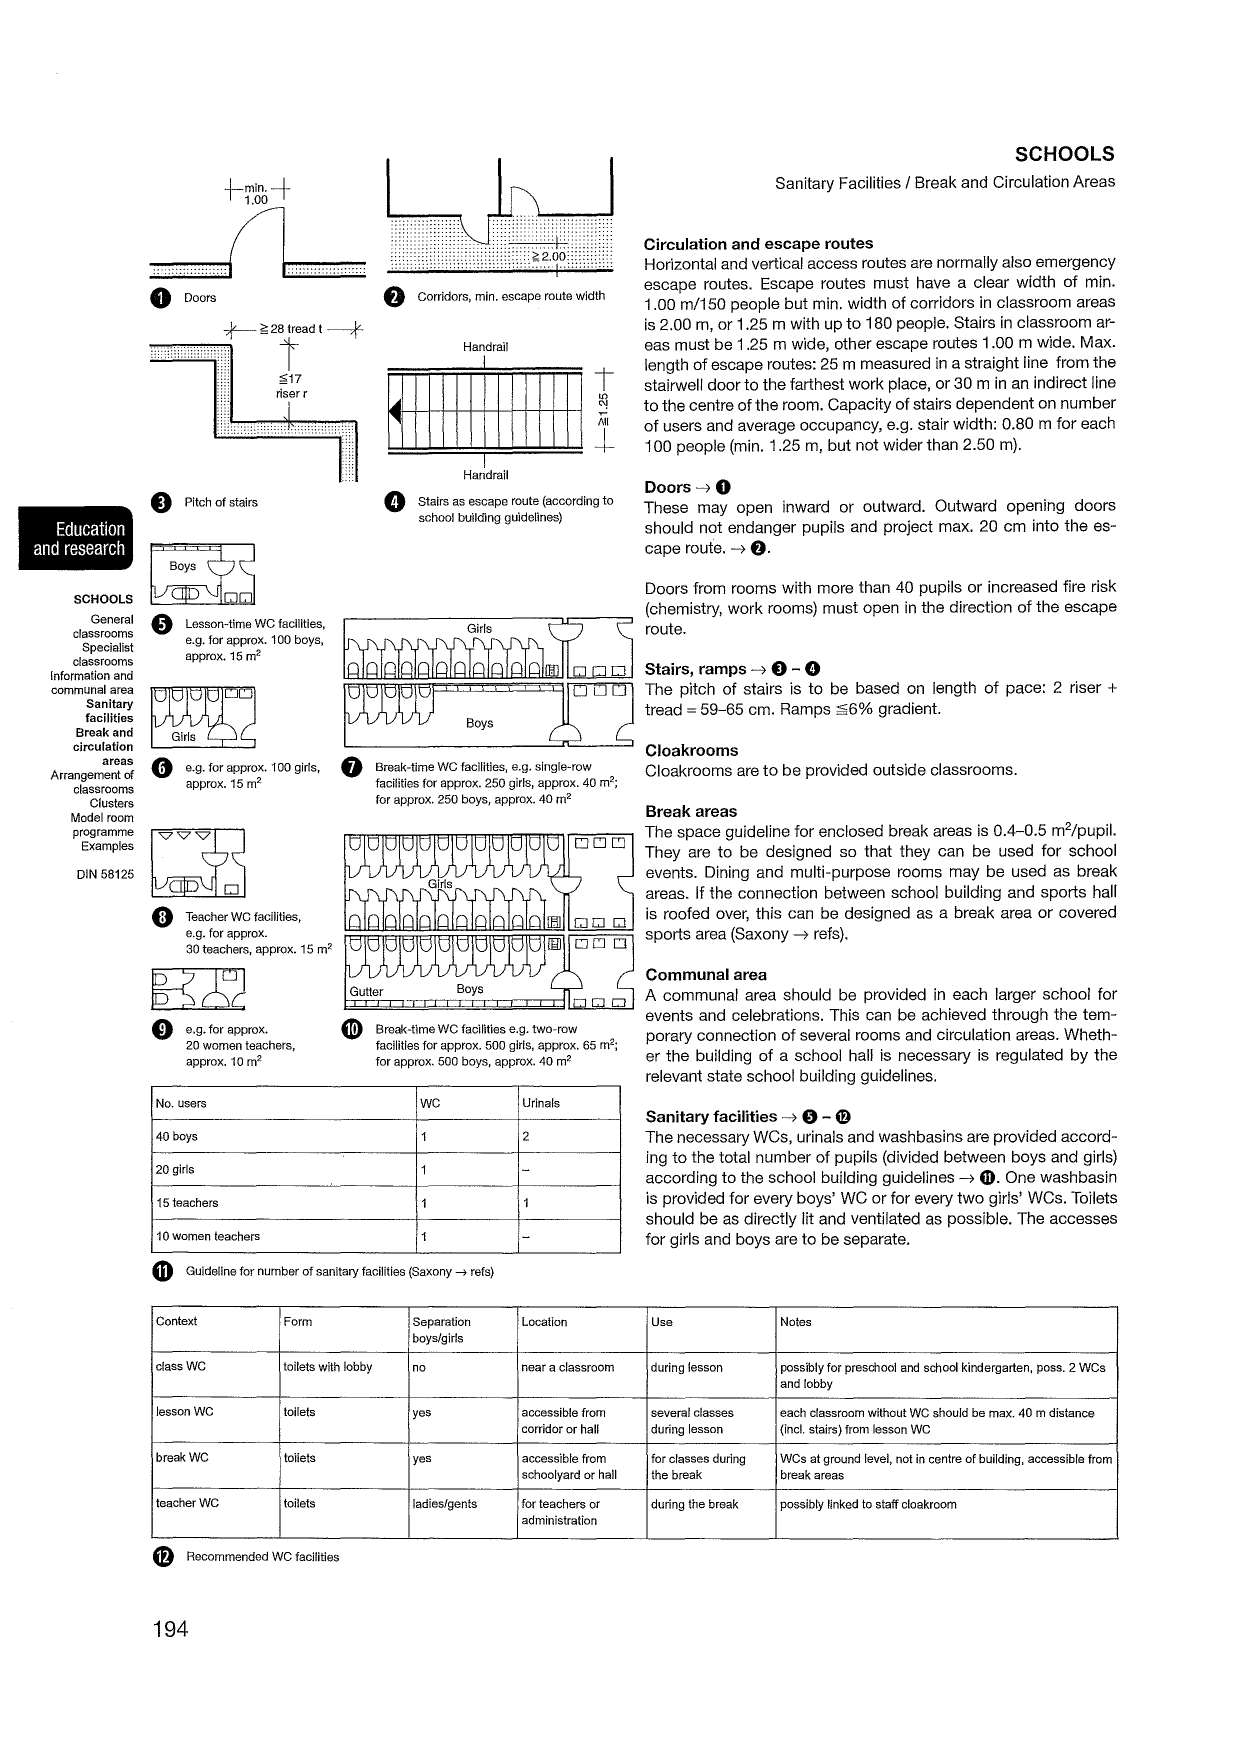 SCHOOLS
Sanitary Facilities / Break and Circulation Areas
min.
1.00
≧2.00
❶ Doors
❷ Corridors, min. escape route width
≧28 tread t
≦17
riser r
Handrail
≧1.25
Handrail
❸ Pitch of stairs
❹ Stairs as escape route (according to
school building guidelines)
Education
and research
SCHOOLS
General
classrooms
Specialist
classrooms
Information and
communal area
Sanitary
facilities
Break and
circulation
areas
Arrangement of
classrooms
Clusters
Model room
programme
Examples
DIN 58125
Boys
❺ Lesson-time WC facilities,
e.g. for approx. 100 boys,
approx. 15 m²
Girls
❻ e.g. for approx. 100 girls,
approx. 15 m²
Girls
Boys
❼ Break-time WC facilities, e.g. single-row
facilities for approx. 250 girls, approx. 40 m²;
for approx. 250 boys, approx. 40 m²
❽ Teacher WC facilities,
e.g. for approx.
30 teachers, approx. 15 m²
❾ e.g. for approx.
20 women teachers,
approx. 10 m²
Girls
Gutter Boys
❿ Break-time WC facilities e.g. two-row
facilities for approx. 500 girls, approx. 65 m²;
for approx. 500 boys, approx. 40 m²
No. users WC Urinals
40 boys 1 2
20 girls 1 –
15 teachers 1 1
10 women teachers 1 –
⓫ Guideline for number of sanitary facilities (Saxony → refs)
Circulation and escape routes
Horizontal and vertical access routes are normally also emergency
escape routes. Escape routes must have a clear width of min.
1.00 m/150 people but min. width of corridors in classroom areas
is 2.00 m, or 1.25 m with up to 180 people. Stairs in classroom ar-
eas must be 1.25 m wide, other escape routes 1.00 m wide. Max.
length of escape routes: 25 m measured in a straight line from the
stairwell door to the farthest work place, or 30 m in an indirect line
to the centre of the room. Capacity of stairs dependent on number
of users and average occupancy, e.g. stair width: 0.80 m for each
100 people (min. 1.25 m, but not wider than 2.50 m).
Doors → ❶
These may open inward or outward. Outward opening doors
should not endanger pupils and project max. 20 cm into the es-
cape route. → ❷.
Doors from rooms with more than 40 pupils or increased fire risk
(chemistry, work rooms) must open in the direction of the escape
route.
Stairs, ramps → ❸ – ❹
The pitch of stairs is to be based on length of pace: 2 riser +
tread = 59–65 cm. Ramps ≦6% gradient.
Cloakrooms
Cloakrooms are to be provided outside classrooms.
Break areas
The space guideline for enclosed break areas is 0.4–0.5 m²/pupil.
They are to be designed so that they can be used for school
events. Dining and multi-purpose rooms may be used as break
areas. If the connection between school building and sports hall
is roofed over, this can be designed as a break area or covered
sports area (Saxony → refs).
Communal area
A communal area should be provided in each larger school for
events and celebrations. This can be achieved through the tem-
porary connection of several rooms and circulation areas. Wheth-
er the building of a school hall is necessary is regulated by the
relevant state school building guidelines.
Sanitary facilities → ❺ – ⓬
The necessary WCs, urinals and washbasins are provided accord-
ing to the total number of pupils (divided between boys and girls)
according to the school building guidelines → ⓫. One washbasin
is provided for every boys' WC or for every two girls' WCs. Toilets
should be as directly lit and ventilated as possible. The accesses
for girls and boys are to be separate.
Context Form Separation Location Use Notes
boys/girls
class WC toilets with lobby no near a classroom during lesson possibly for preschool and school kindergarten, poss. 2 WCs
and lobby
lesson WC toilets yes accessible from several classes each classroom without WC should be max. 40 m distance
corridor or hall during lesson (incl. stairs) from lesson WC
break WC toilets yes accessible from for classes during WCs at ground level, not in centre of building, accessible from
schoolyard or hall the break break areas
teacher WC toilets ladies/gents for teachers or during the break possibly linked to staff cloakroom
administration
⓬ Recommended WC facilities
194